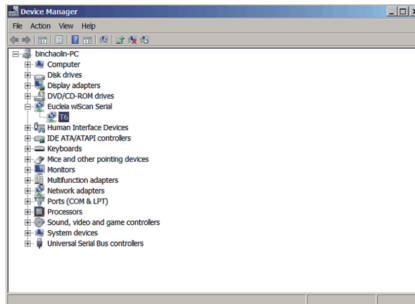 Device Manager
File Action View Help
binchaolin-PC
Computer
Disk drives
Display adapters
DVD/CD-ROM drives
Eucleia wiScan Serial
T6
Human Interface Devices
IDE ATA/ATAPI controllers
Keyboards
Mice and other pointing devices
Monitors
Multifunction adapters
Network adapters
Ports (COM & LPT)
Processors
Sound, video and game controllers
System devices
Universal Serial Bus controllers